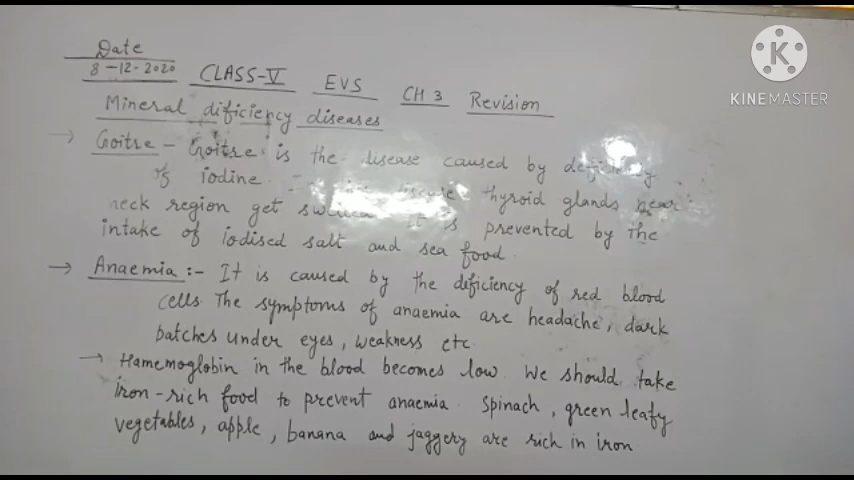 Date
8-12-2020 CLASS-V EVS CH 3 Revision
KINEMASTER
Mineral dificiency diseases
→ Goitre - Goitre is the disease caused by deficiency
of iodine disease thyroid glands near
neck region get It is prevented by the
intake of iodised salt and sea food.
→ Anaemia :- It is caused by the dificiency of red blood
cells. The symptoms of anaemia are headache, dark
patches under eyes, weakness etc.
→ Hamemoglobin in the blood becomes low. We should take
iron-rich food to prevent anaemia. Spinach, green leafy
vegetables, apple, banana and jaggery are rich in iron